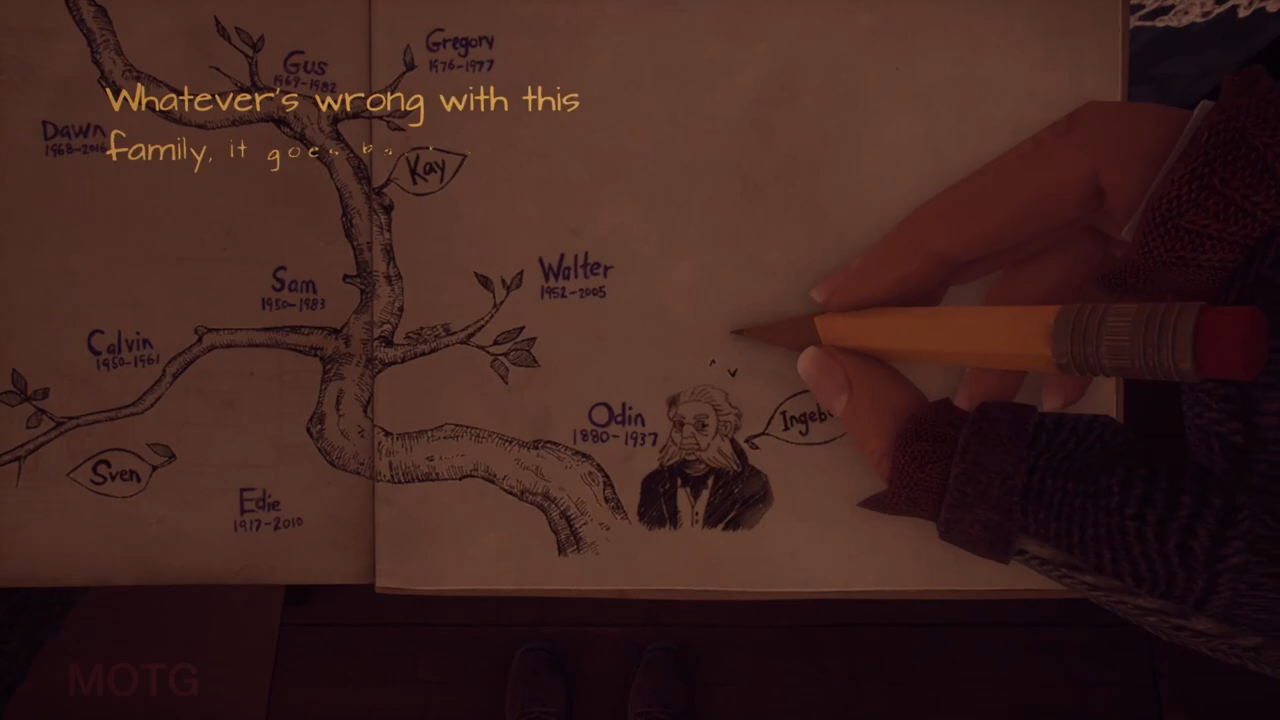 Gregory
1976-1977
Gus
1969-1982
Whatever's wrong with this
Dawn
1968-2016
family, it goes
Kay
Sam
1950-1983
Walter
1952-2005
Calvin
1950-1961
Odin
1880-1937
Sven
Edie
1917-2010
MOTG